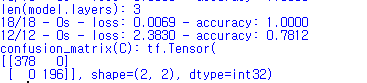 len(model.layers): 3
18/18 - 0s - loss: 0.0069 - accuracy: 1.0000
12/12 - 0s - loss: 2.3830 - accuracy: 0.7812
confusion_matrix(C): tf.Tensor(
[[378   0]
 [  0 196]], shape=(2, 2), dtype=int32)